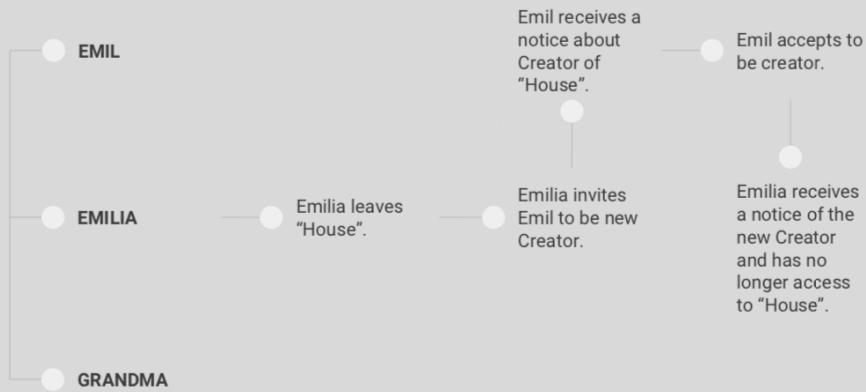 EMIL
Emil receives a
notice about
Creator of
“House”.
Emil accepts to
be creator.
EMILIA
Emilia leaves
“House”.
Emilia invites
Emil to be new
Creator.
Emilia receives
a notice of the
new Creator
and has no
longer access
to “House”.
GRANDMA